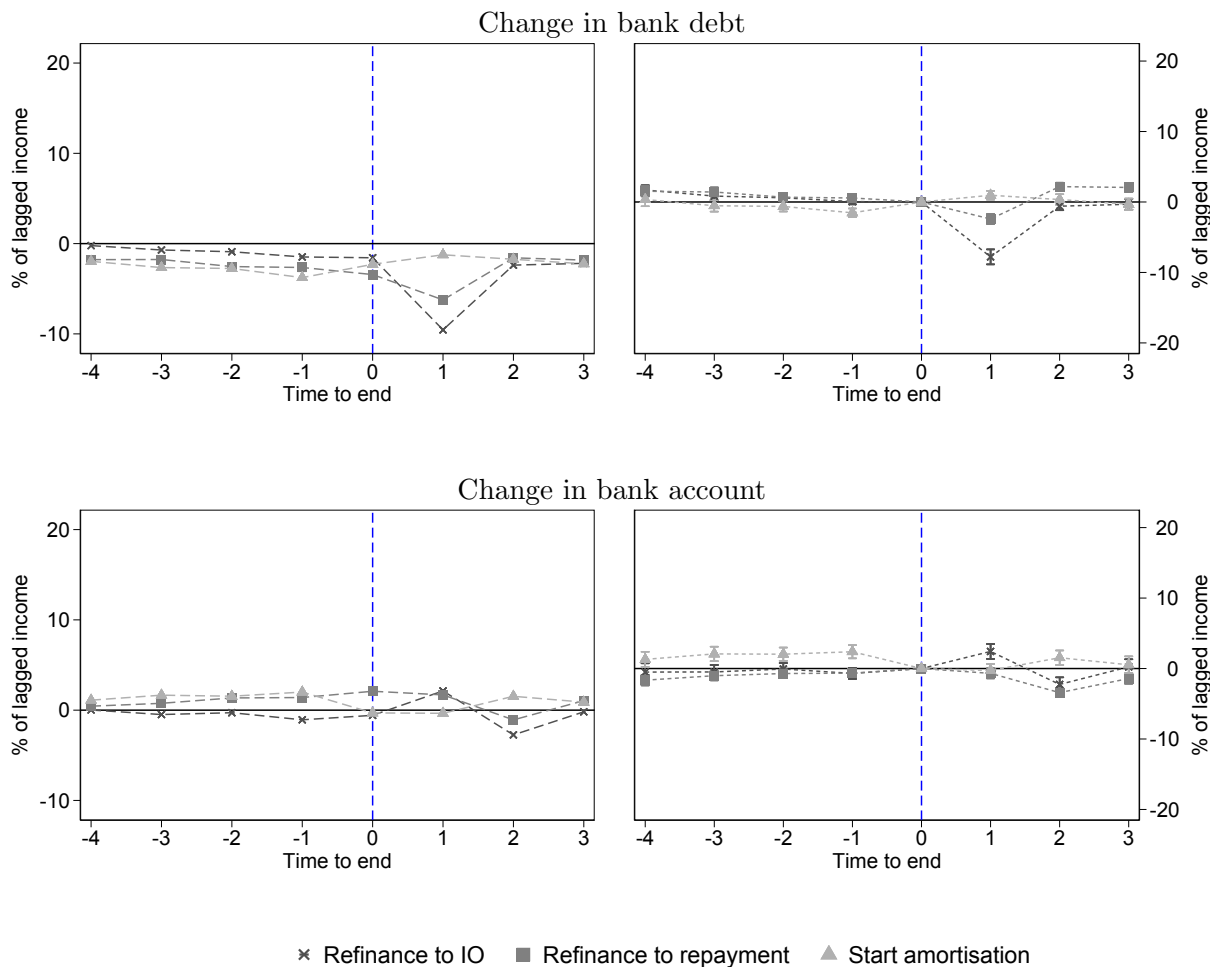 Change in bank debt
% of lagged income
20
10
0
-10
-4 -3 -2 -1 0 1 2 3
Time to end
20
10
0
-10
-20
% of lagged income
-4 -3 -2 -1 0 1 2 3
Time to end
Change in bank account
% of lagged income
20
10
0
-10
-4 -3 -2 -1 0 1 2 3
Time to end
20
10
0
-10
-20
% of lagged income
-4 -3 -2 -1 0 1 2 3
Time to end
Refinance to IO Refinance to repayment Start amortisation